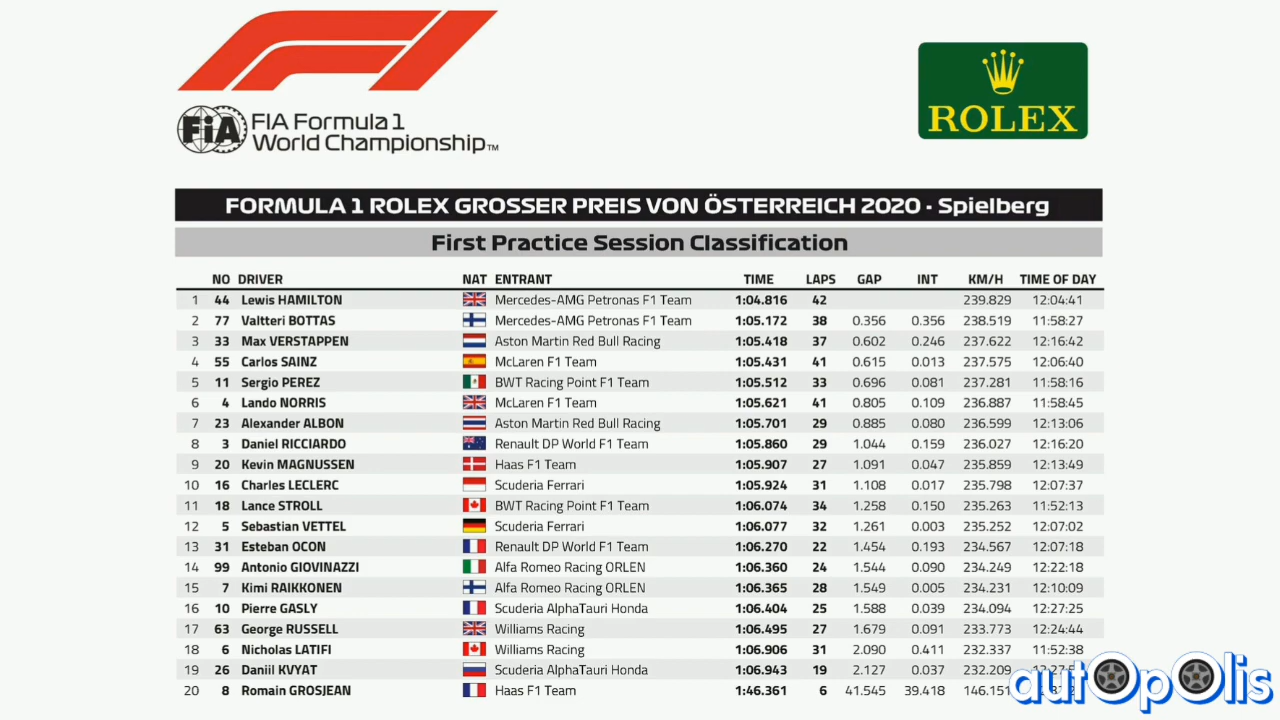 FIA FIA Formula 1
World Championship™
ROLEX
FORMULA 1 ROLEX GROSSER PREIS VON ÖSTERREICH 2020 - Spielberg
First Practice Session Classification
NO DRIVER NAT ENTRANT TIME LAPS GAP INT KM/H TIME OF DAY
1 44 Lewis HAMILTON Mercedes-AMG Petronas F1 Team 1:04.816 42 239.829 12:04:41
2 77 Valtteri BOTTAS Mercedes-AMG Petronas F1 Team 1:05.172 38 0.356 0.356 238.519 11:58:27
3 33 Max VERSTAPPEN Aston Martin Red Bull Racing 1:05.418 37 0.602 0.246 237.622 12:16:42
4 55 Carlos SAINZ McLaren F1 Team 1:05.431 41 0.615 0.013 237.575 12:06:40
5 11 Sergio PEREZ BWT Racing Point F1 Team 1:05.512 33 0.696 0.081 237.281 11:58:16
6 4 Lando NORRIS McLaren F1 Team 1:05.621 41 0.805 0.109 236.887 11:58:45
7 23 Alexander ALBON Aston Martin Red Bull Racing 1:05.701 29 0.885 0.080 236.599 12:13:06
8 3 Daniel RICCIARDO Renault DP World F1 Team 1:05.860 29 1.044 0.159 236.027 12:16:20
9 20 Kevin MAGNUSSEN Haas F1 Team 1:05.907 27 1.091 0.047 235.859 12:13:49
10 16 Charles LECLERC Scuderia Ferrari 1:05.924 31 1.108 0.017 235.798 12:07:37
11 18 Lance STROLL BWT Racing Point F1 Team 1:06.074 34 1.258 0.150 235.263 11:52:13
12 5 Sebastian VETTEL Scuderia Ferrari 1:06.077 32 1.261 0.003 235.252 12:07:02
13 31 Esteban OCON Renault DP World F1 Team 1:06.270 22 1.454 0.193 234.567 12:07:18
14 99 Antonio GIOVINAZZI Alfa Romeo Racing ORLEN 1:06.360 24 1.544 0.090 234.249 12:22:18
15 7 Kimi RAIKKONEN Alfa Romeo Racing ORLEN 1:06.365 28 1.549 0.005 234.231 12:10:09
16 10 Pierre GASLY Scuderia AlphaTauri Honda 1:06.404 25 1.588 0.039 234.094 12:27:25
17 63 George RUSSELL Williams Racing 1:06.495 27 1.679 0.091 233.773 12:24:44
18 6 Nicholas LATIFI Williams Racing 1:06.906 31 2.090 0.411 232.337 11:52:38
19 26 Daniil KVYAT Scuderia AlphaTauri Honda 1:06.943 19 2.127 0.037 232.209
20 8 Romain GROSJEAN Haas F1 Team 1:46.361 6 41.545 39.418 146.151
autopolis